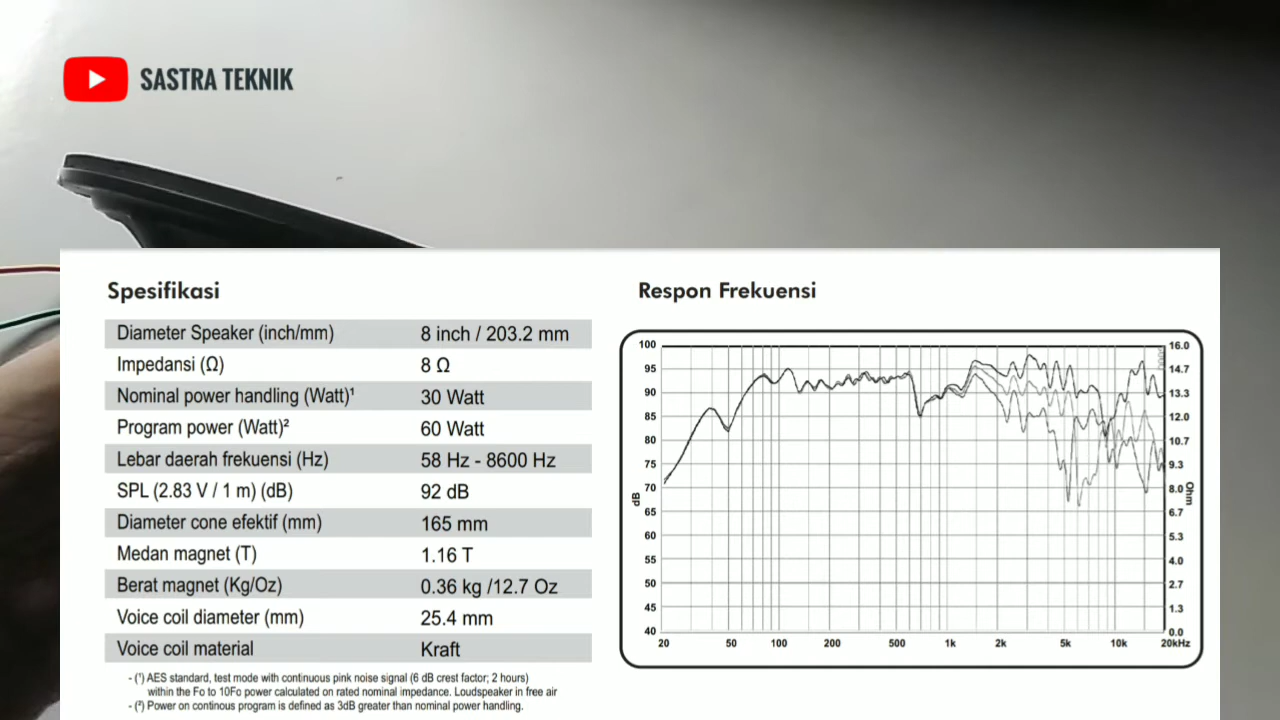 SASTRA TEKNIK
Spesifikasi
Diameter Speaker (inch/mm) 8 inch / 203.2 mm
Impedansi (Ω) 8 Ω
Nominal power handling (Watt)¹ 30 Watt
Program power (Watt)² 60 Watt
Lebar daerah frekuensi (Hz) 58 Hz - 8600 Hz
SPL (2.83 V / 1 m) (dB) 92 dB
Diameter cone efektif (mm) 165 mm
Medan magnet (T) 1.16 T
Berat magnet (Kg/Oz) 0.36 kg /12.7 Oz
Voice coil diameter (mm) 25.4 mm
Voice coil material Kraft
- (¹) AES standard, test mode with continuous pink noise signal (6 dB crest factor; 2 hours)
within the Fo to 10Fo power calculated on rated nominal impedance. Loudspeaker in free air
- (²) Power on continous program is defined as 3dB greater than nominal power handling.
Respon Frekuensi
100 16.0
95 14.7
90 13.3
85 12.0
80 10.7
75 9.3
70 8.0
dB Ohm
65 6.7
60 5.3
55 4.0
50 2.7
45 1.3
40 0.0
20 50 100 200 500 1k 2k 5k 10k 20kHz